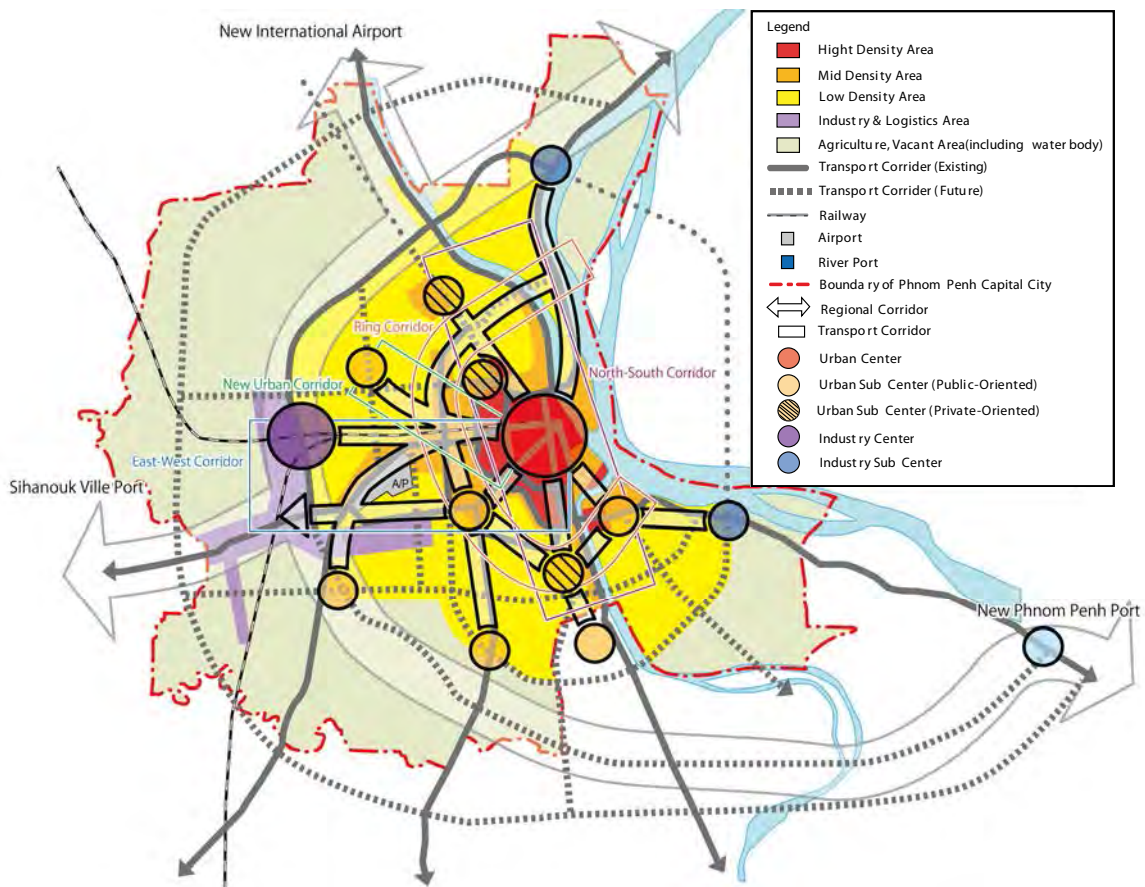 New International Airport
Legend
Hight Density Area
Mid Density Area
Low Density Area
Industry & Logistics Area
Agriculture, Vacant Area(including water body)
Transport Corrider (Existing)
Transport Corrider (Future)
Railway
Airport
River Port
Boundary of Phnom Penh Capital City
Regional Corridor
Transport Corridor
Urban Center
Urban Sub Center (Public-Oriented)
Urban Sub Center (Private-Oriented)
Industry Center
Industry Sub Center
Ring Corridor
North-South Corridor
New Urban Corridor
East-West Corridor
Sihanouk Ville Port
A/P
New Phnom Penh Port